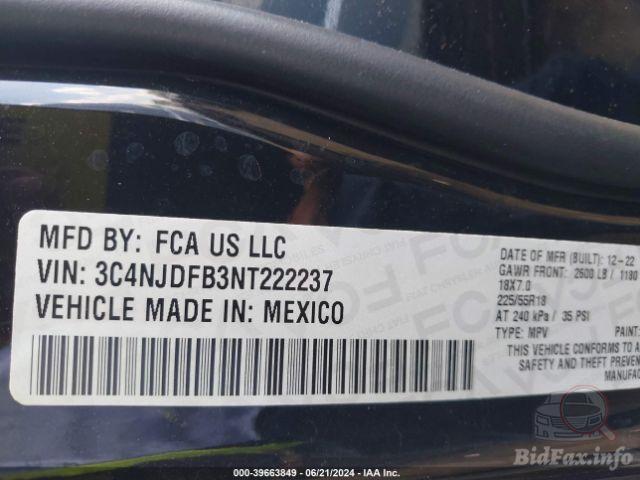 MFD BY: FCA US LLC
VIN: 3C4NJDFB3NT222237
VEHICLE MADE IN: MEXICO
DATE OF MFR (BUILT): 12-22
GAWR FRONT: 2600 LB / 1180
18X7.0
225/55R18
AT 240 kPa / 35 PSI
TYPE: MPV PAINT:
THIS VEHICLE CONFORMS TO A
SAFETY AND THEFT PREVEN
MANUFAC
BidFax.info
000-39663849 - 06/21/2024 - IAA Inc.